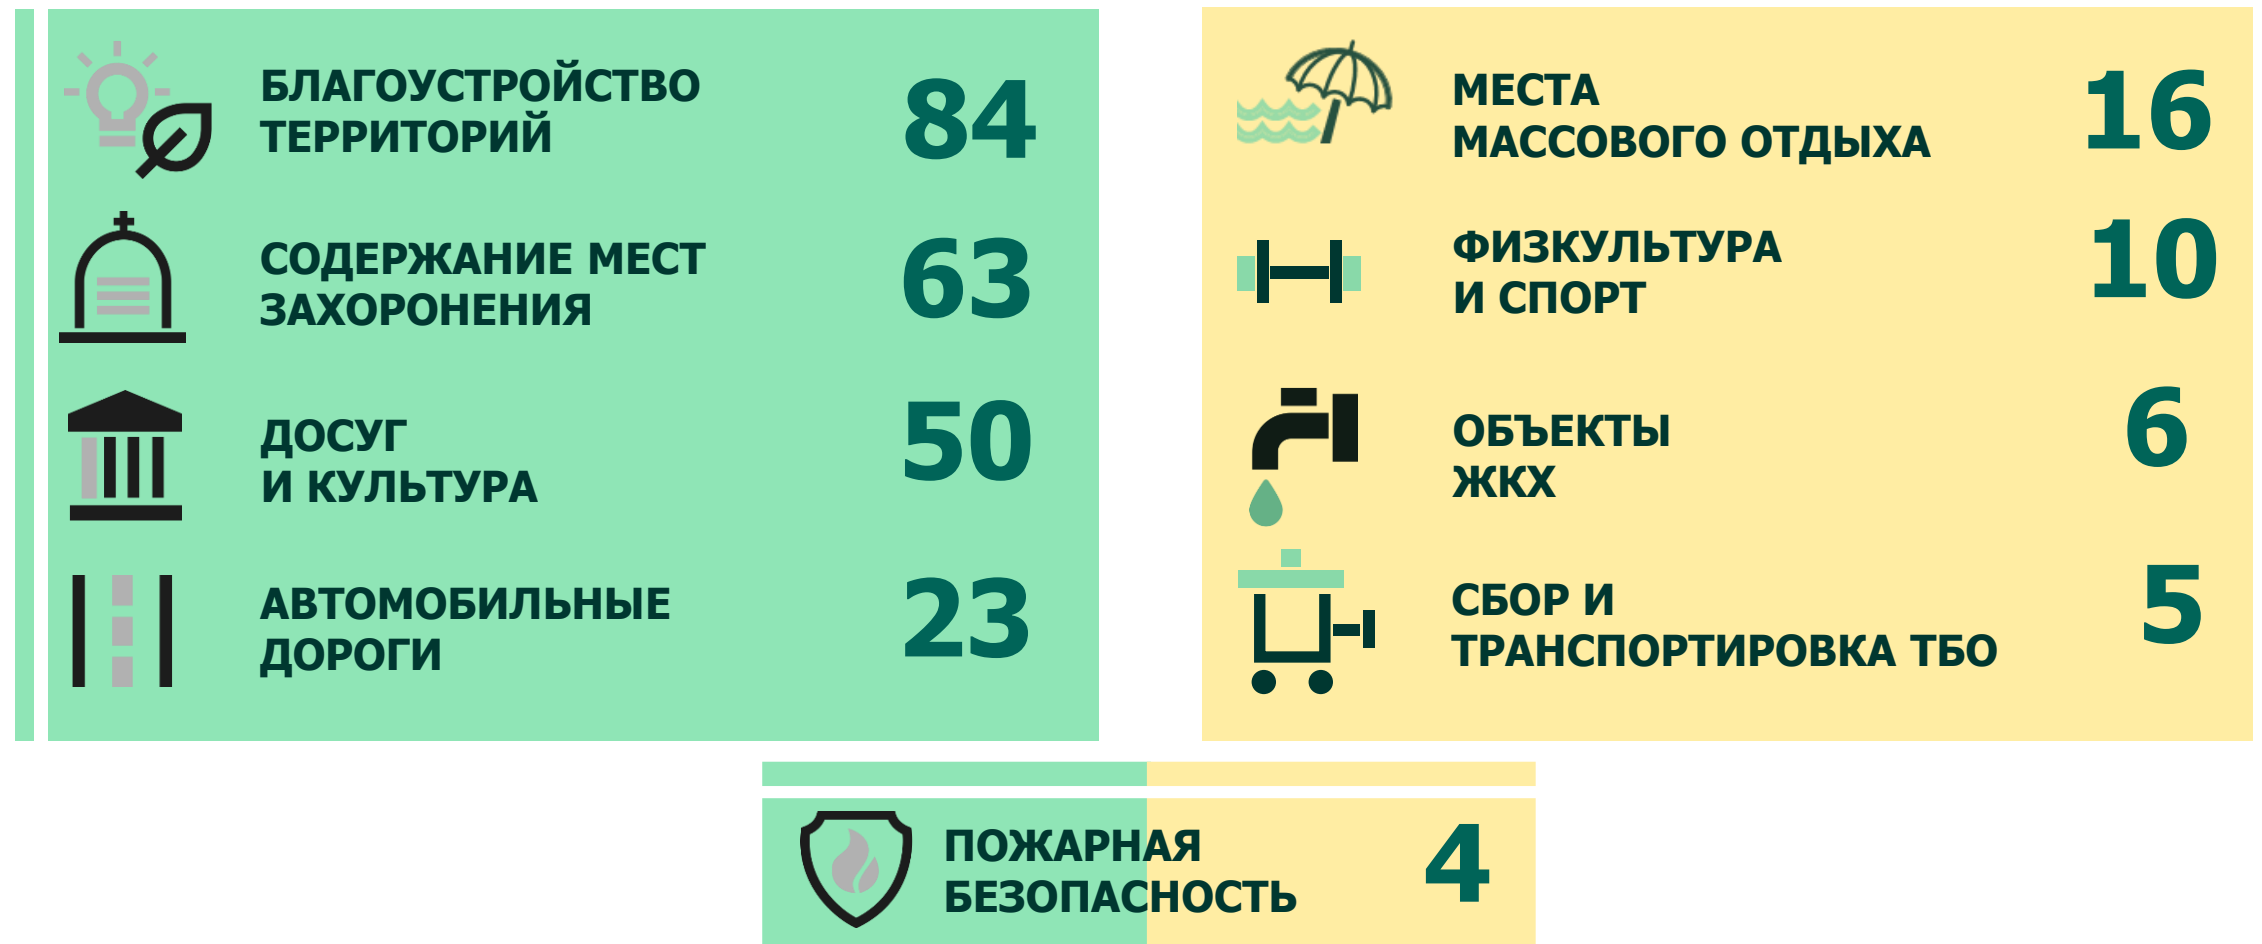 БЛАГОУСТРОЙСТВО
ТЕРРИТОРИЙ
84
СОДЕРЖАНИЕ МЕСТ
ЗАХОРОНЕНИЯ
63
ДОСУГ
И КУЛЬТУРА
50
АВТОМОБИЛЬНЫЕ
ДОРОГИ
23
МЕСТА
МАССОВОГО ОТДЫХА
16
ФИЗКУЛЬТУРА
И СПОРТ
10
ОБЪЕКТЫ
ЖКХ
6
СБОР И
ТРАНСПОРТИРОВКА ТБО
5
ПОЖАРНАЯ
БЕЗОПАСНОСТЬ
4